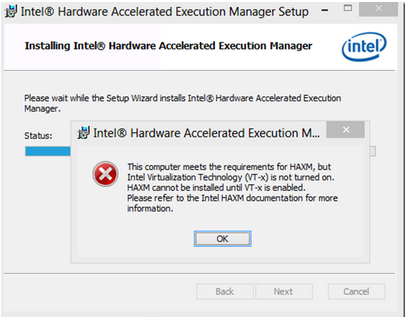 Intel® Hardware Accelerated Execution Manager Setup
Installing Intel® Hardware Accelerated Execution Manager
intel
Please wait while the Setup Wizard installs Intel® Hardware Accelerated Execution
Manager.
Status:
Intel® Hardware Accelerated Execution M...
This computer meets the requirements for HAXM, but
Intel Virtualization Technology (VT-x) is not turned on.
HAXM cannot be installed until VT-x is enabled.
Please refer to the Intel HAXM documentation for more
information.
OK
Back
Next
Cancel